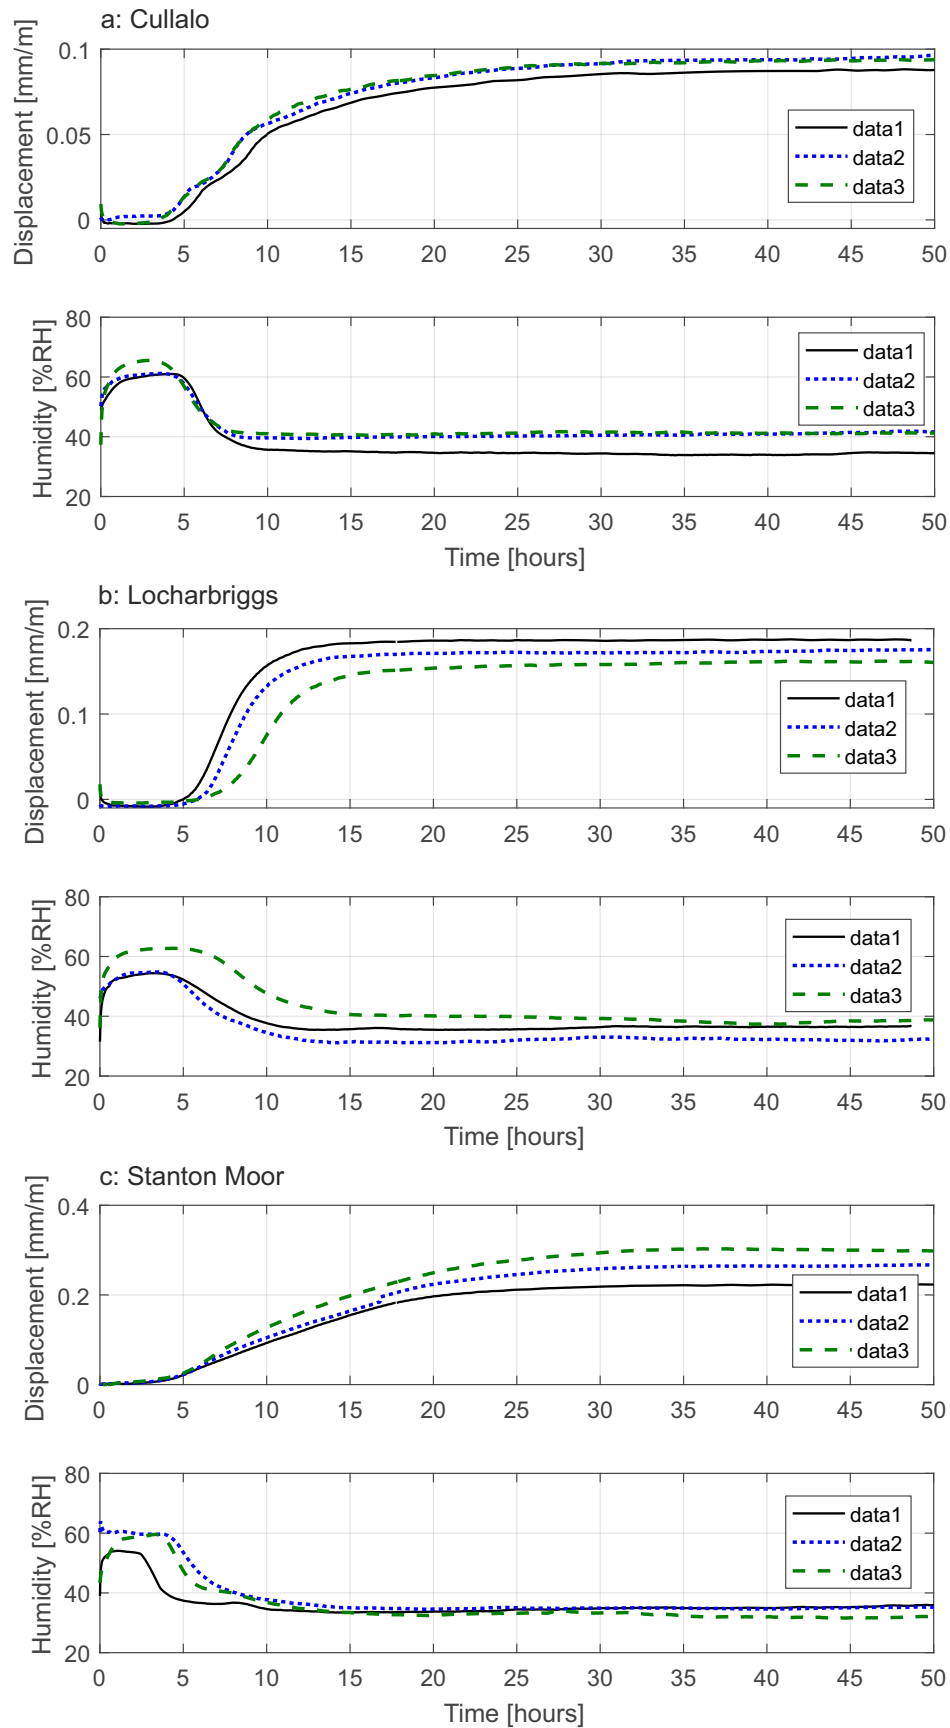 a: Cullalo
Displacement [mm/m]
0.1
0.05
0
data1
data2
data3
0 5 10 15 20 25 30 35 40 45 50
Humidity [%RH]
80
60
40
20
data1
data2
data3
0 5 10 15 20 25 30 35 40 45 50
Time [hours]
b: Locharbriggs
Displacement [mm/m]
0.2
0.1
0
data1
data2
data3
0 5 10 15 20 25 30 35 40 45 50
Humidity [%RH]
80
60
40
20
data1
data2
data3
0 5 10 15 20 25 30 35 40 45 50
Time [hours]
c: Stanton Moor
Displacement [mm/m]
0.4
0.2
0
data1
data2
data3
0 5 10 15 20 25 30 35 40 45 50
Humidity [%RH]
80
60
40
20
data1
data2
data3
0 5 10 15 20 25 30 35 40 45 50
Time [hours]